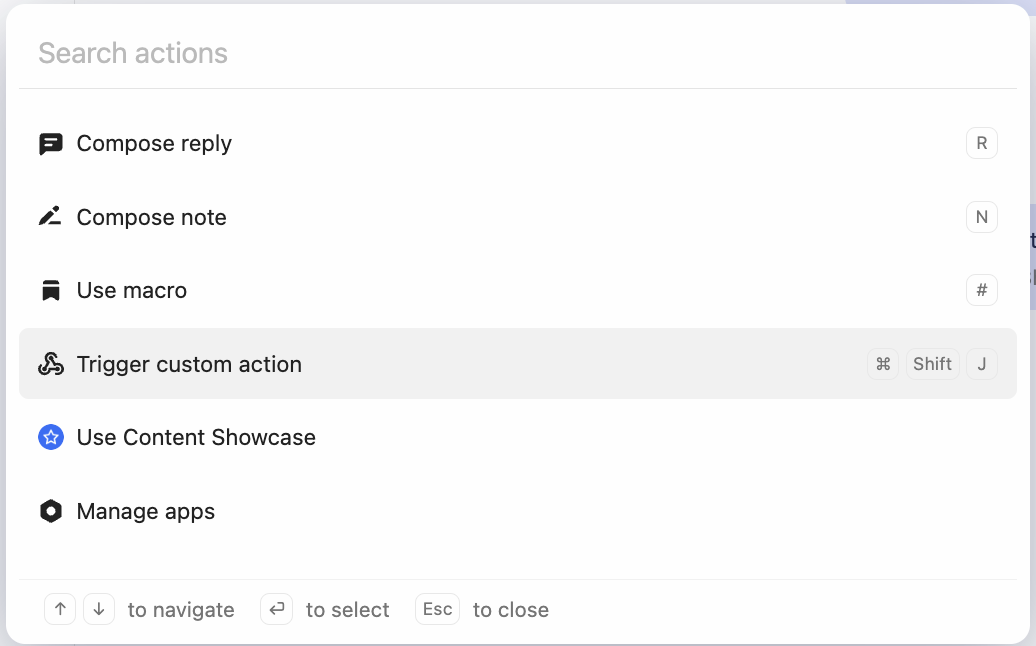 Search actions
Compose reply R
Compose note N
Use macro #
Trigger custom action ⌘ Shift J
Use Content Showcase
Manage apps
↑ ↓ to navigate ↵ to select Esc to close